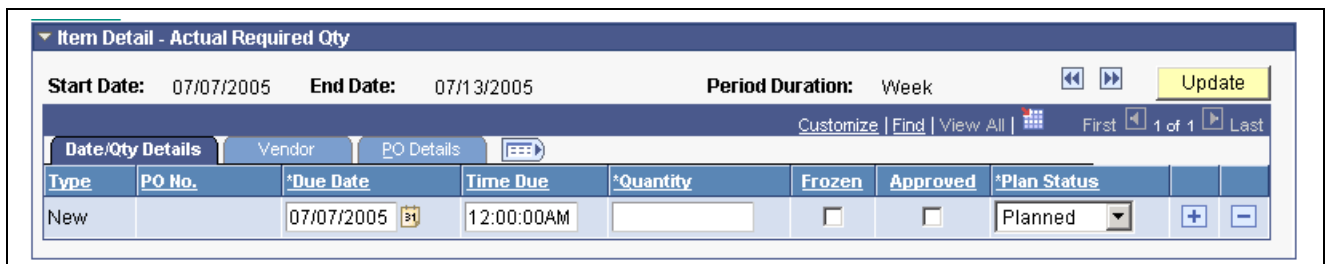 Item Detail - Actual Required Qty
Start Date: 07/07/2005 End Date: 07/13/2005 Period Duration: Week Update
Customize | Find | View All | First 1 of 1 Last
Date/Qty Details Vendor PO Details
Type PO No. *Due Date Time Due *Quantity Frozen Approved *Plan Status
New 07/07/2005 31 12:00:00AM Planned + -